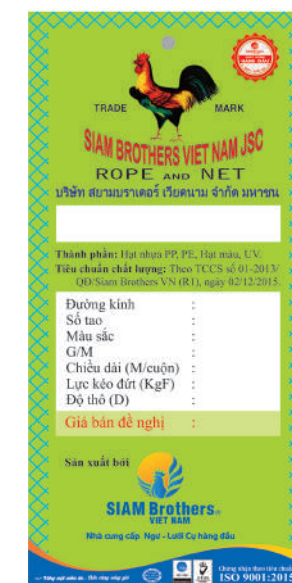 TRADE MARK
SIAM BROTHERS VIET NAM JSC
ROPE AND NET
บริษัท สยามบราเดอร์ เวียดนาม จำกัด มหาชน
Thành phần: Hạt nhựa PP, PE, Hạt màu, UV.
Tiêu chuẩn chất lượng: Theo TCCS số 01-2013/
QĐ/Siam Brothers VN (R1), ngày 02/12/2015.
Đường kính :
Số tao :
Màu sắc :
G/M :
Chiều dài (M/cuộn) :
Lực kéo đứt (KgF) :
Độ thô (D) :
Giá bán đề nghị :
Sản xuất bởi
SIAM Brothers®
VIET NAM
Nhà cung cấp Ngư - Lưới Cụ hàng đầu
Chứng nhận theo tiêu chuẩn
ISO 9001:2015